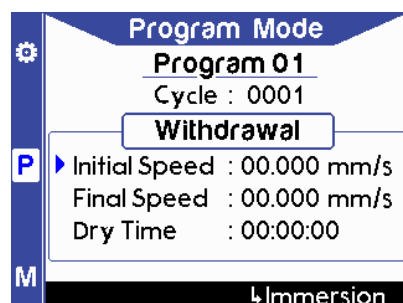 Program Mode
Program 01
Cycle : 0001
Withdrawal
P
Initial Speed : 00.000 mm/s
Final Speed : 00.000 mm/s
Dry Time : 00:00:00
M
↳Immersion